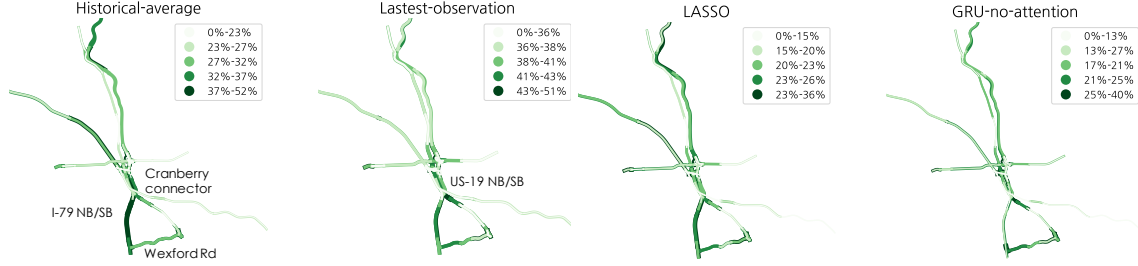 Historical-average
0%-23%
23%-27%
27%-32%
32%-37%
37%-52%
Cranberry
connector
I-79 NB/SB
Wexford Rd
Lastest-observation
0%-36%
36%-38%
38%-41%
41%-43%
43%-51%
US-19 NB/SB
LASSO
0%-15%
15%-20%
20%-23%
23%-26%
23%-36%
GRU-no-attention
0%-13%
13%-27%
17%-21%
21%-25%
25%-40%